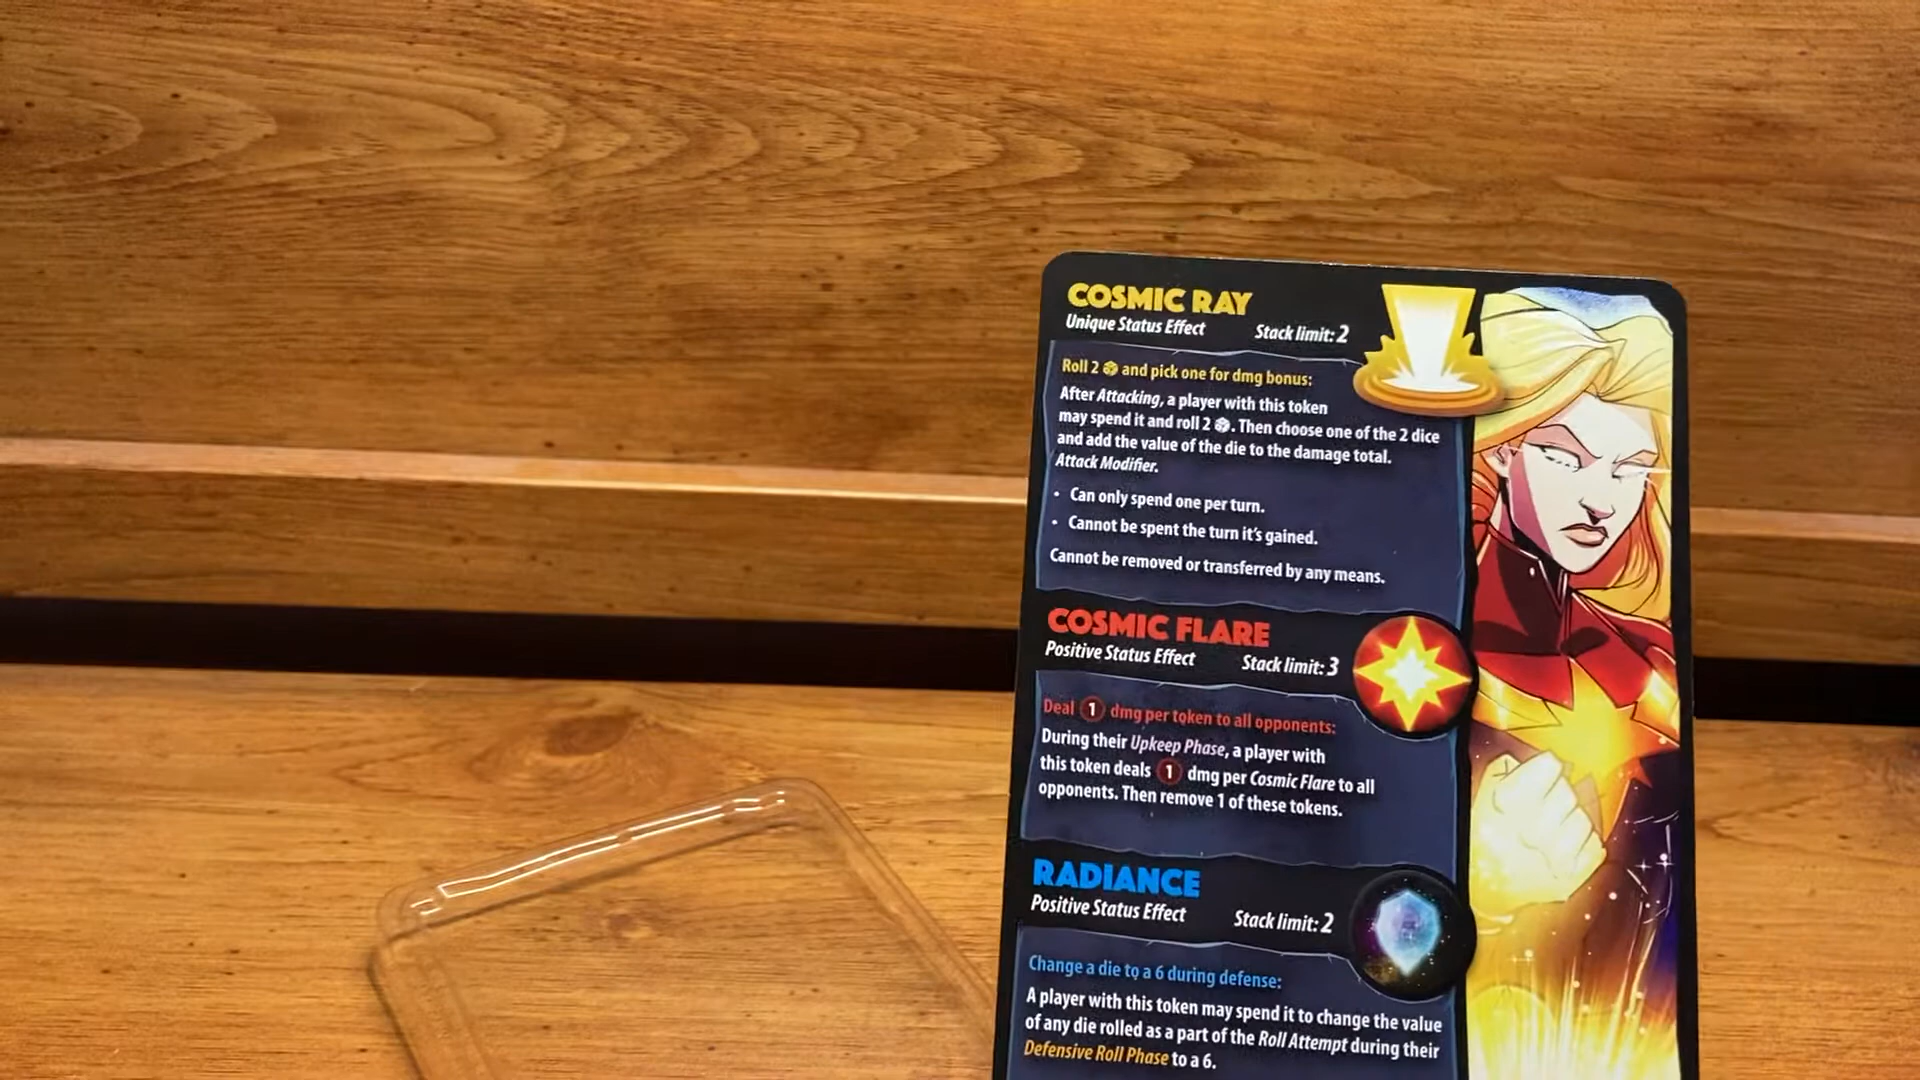 COSMIC RAY
Unique Status Effect Stack limit: 2
Roll 2 and pick one for dmg bonus:
After Attacking, a player with this token
may spend it and roll 2 . Then choose one of the 2 dice
and add the value of the die to the damage total.
Attack Modifier.
• Can only spend one per turn.
• Cannot be spent the turn it's gained.
Cannot be removed or transferred by any means.
COSMIC FLARE
Positive Status Effect Stack limit: 3
Deal 1 dmg per token to all opponents:
During their Upkeep Phase, a player with
this token deals 1 dmg per Cosmic Flare to all
opponents. Then remove 1 of these tokens.
RADIANCE
Positive Status Effect Stack limit: 2
Change a die to a 6 during defense:
A player with this token may spend it to change the value
of any die rolled as a part of the Roll Attempt during their
Defensive Roll Phase to a 6.